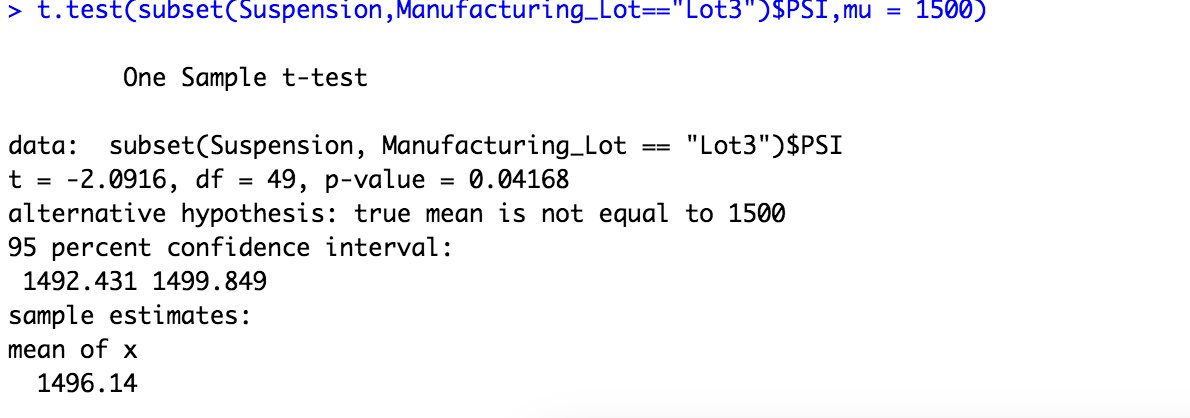 > t.test(subset(Suspension,Manufacturing_Lot=="Lot3")$PSI,mu = 1500)
One Sample t-test
data:  subset(Suspension, Manufacturing_Lot == "Lot3")$PSI
t = -2.0916, df = 49, p-value = 0.04168
alternative hypothesis: true mean is not equal to 1500
95 percent confidence interval:
1492.431 1499.849
sample estimates:
mean of x
1496.14